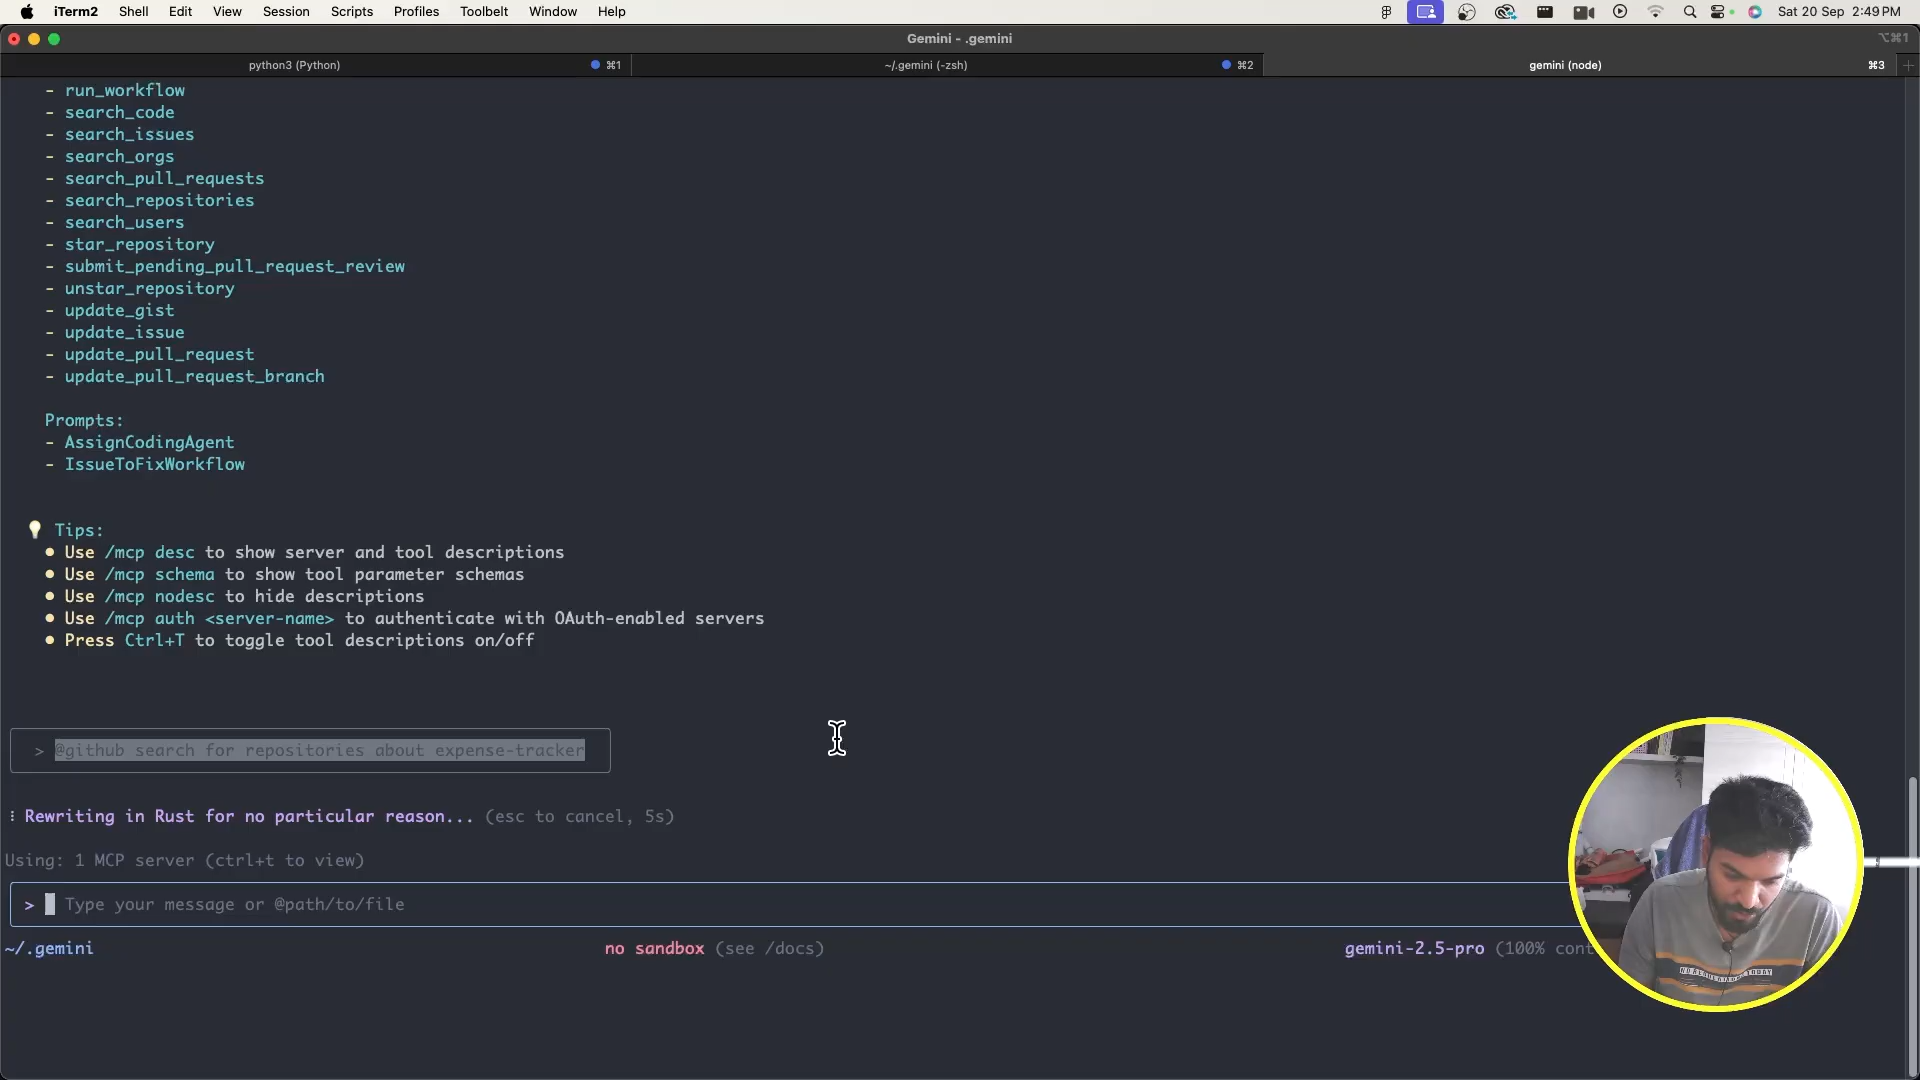 iTerm2 Shell Edit View Session Scripts Profiles Toolbelt Window Help Sat 20 Sep 2:49 PM
Gemini - .gemini ⌥⌘1
python3 (Python) ⌘1 ~/.gemini (-zsh) ⌘2 gemini (node) ⌘3
- run_workflow
- search_code
- search_issues
- search_orgs
- search_pull_requests
- search_repositories
- search_users
- star_repository
- submit_pending_pull_request_review
- unstar_repository
- update_gist
- update_issue
- update_pull_request
- update_pull_request_branch
Prompts:
- AssignCodingAgent
- IssueToFixWorkflow
💡 Tips:
● Use /mcp desc to show server and tool descriptions
● Use /mcp schema to show tool parameter schemas
● Use /mcp nodesc to hide descriptions
● Use /mcp auth <server-name> to authenticate with OAuth-enabled servers
● Press Ctrl+T to toggle tool descriptions on/off
> @github search for repositories about expense-tracker
⠇Rewriting in Rust for no particular reason... (esc to cancel, 5s)
Using: 1 MCP server (ctrl+t to view)
> Type your message or @path/to/file
~/.gemini no sandbox (see /docs) gemini-2.5-pro (100% cont